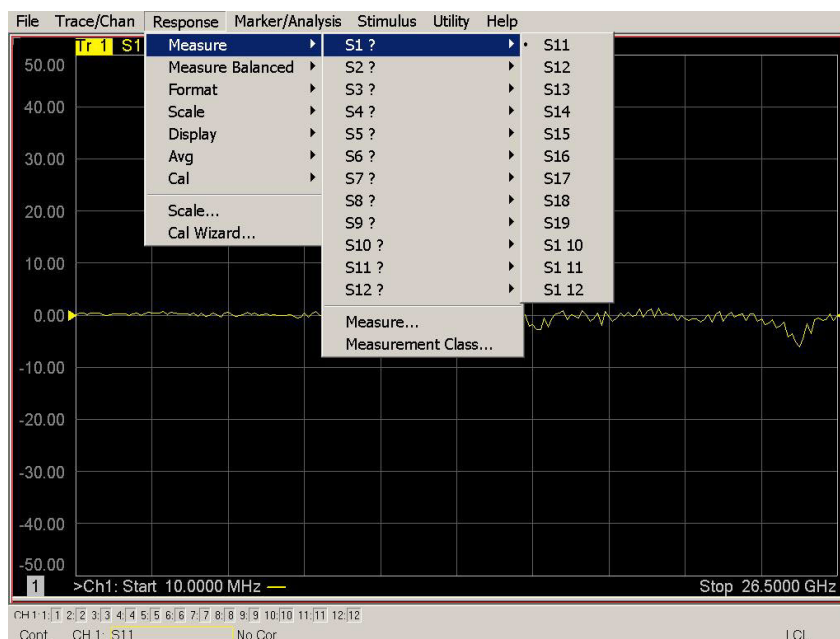 File Trace/Chan Response Marker/Analysis Stimulus Utility Help
Tr 1 S1
Measure
Measure Balanced
Format
Scale
Display
Avg
Cal
Scale...
Cal Wizard...
S1 ?
S2 ?
S3 ?
S4 ?
S5 ?
S6 ?
S7 ?
S8 ?
S9 ?
S10 ?
S11 ?
S12 ?
Measure...
Measurement Class...
S11
S12
S13
S14
S15
S16
S17
S18
S19
S1 10
S1 11
S1 12
50.00
40.00
30.00
20.00
10.00
0.00
-10.00
-20.00
-30.00
-40.00
-50.00
1 >Ch1: Start 10.0000 MHz Stop 26.5000 GHz
CH 1: 1: 1 2: 2 3: 3 4: 4 5: 5 6: 6 7: 7 8: 8 9: 9 10: 10 11: 11 12: 12
Cont. CH 1: S11 No Cor LCL